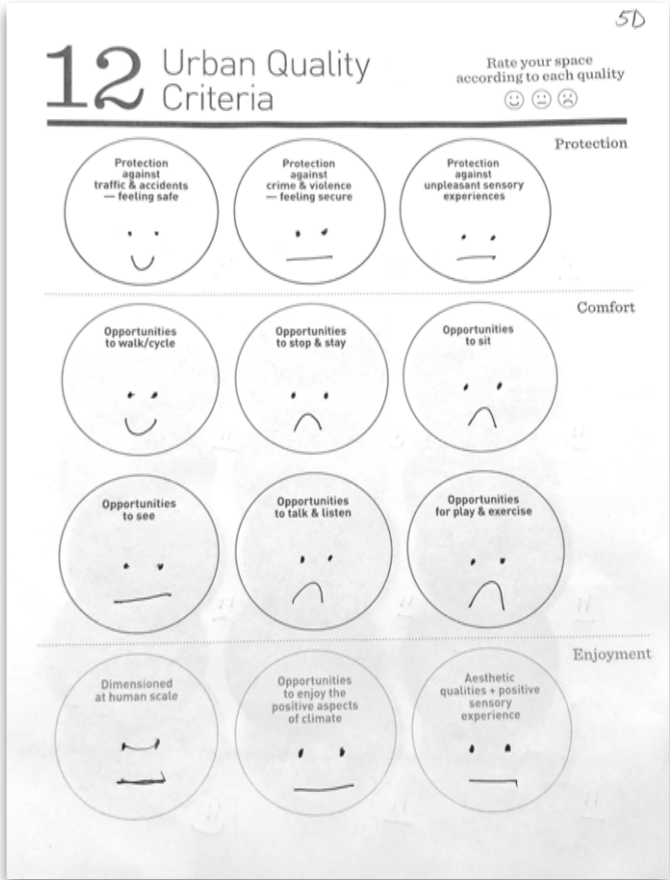 5D
12 Urban Quality
Criteria
Rate your space
according to each quality
Protection
Protection
against
traffic & accidents
— feeling safe
Protection
against
crime & violence
— feeling secure
Protection
against
unpleasant sensory
experiences
Comfort
Opportunities
to walk/cycle
Opportunities
to stop & stay
Opportunities
to sit
Opportunities
to see
Opportunities
to talk & listen
Opportunities
for play & exercise
Enjoyment
Dimensioned
at human scale
Opportunities
to enjoy the
positive aspects
of climate
Aesthetic
qualities + positive
sensory
experience